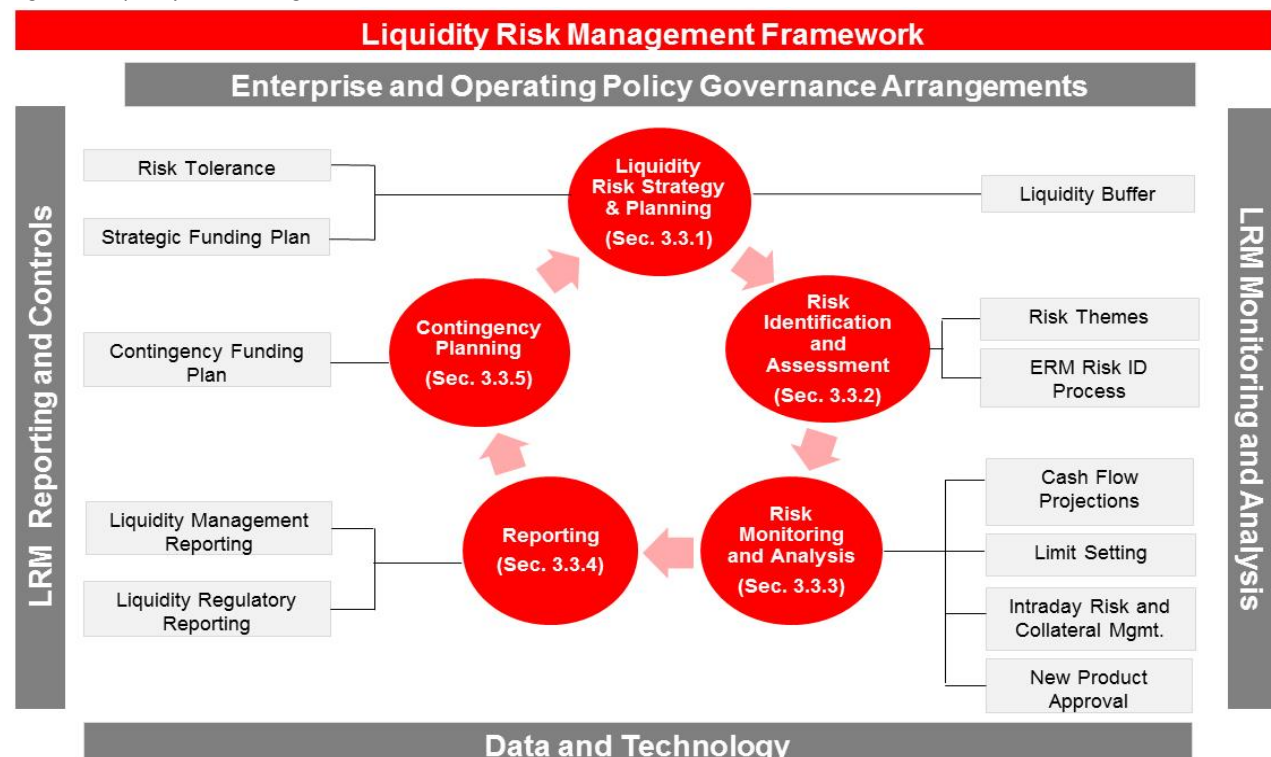 Liquidity Risk Management Framework
Enterprise and Operating Policy Governance Arrangements
LRM Reporting and Controls
Risk Tolerance
Strategic Funding Plan
Liquidity
Risk Strategy
& Planning
(Sec. 3.3.1)
Liquidity Buffer
LRM Monitoring and Analysis
Contingency Funding
Plan
Contingency
Planning
(Sec. 3.3.5)
Risk
Identification
and
Assessment
(Sec. 3.3.2)
Risk Themes
ERM Risk ID
Process
Liquidity Management
Reporting
Liquidity Regulatory
Reporting
Reporting
(Sec. 3.3.4)
Risk
Monitoring
and Analysis
(Sec. 3.3.3)
Cash Flow
Projections
Limit Setting
Intraday Risk and
Collateral Mgmt.
New Product
Approval
Data and Technology